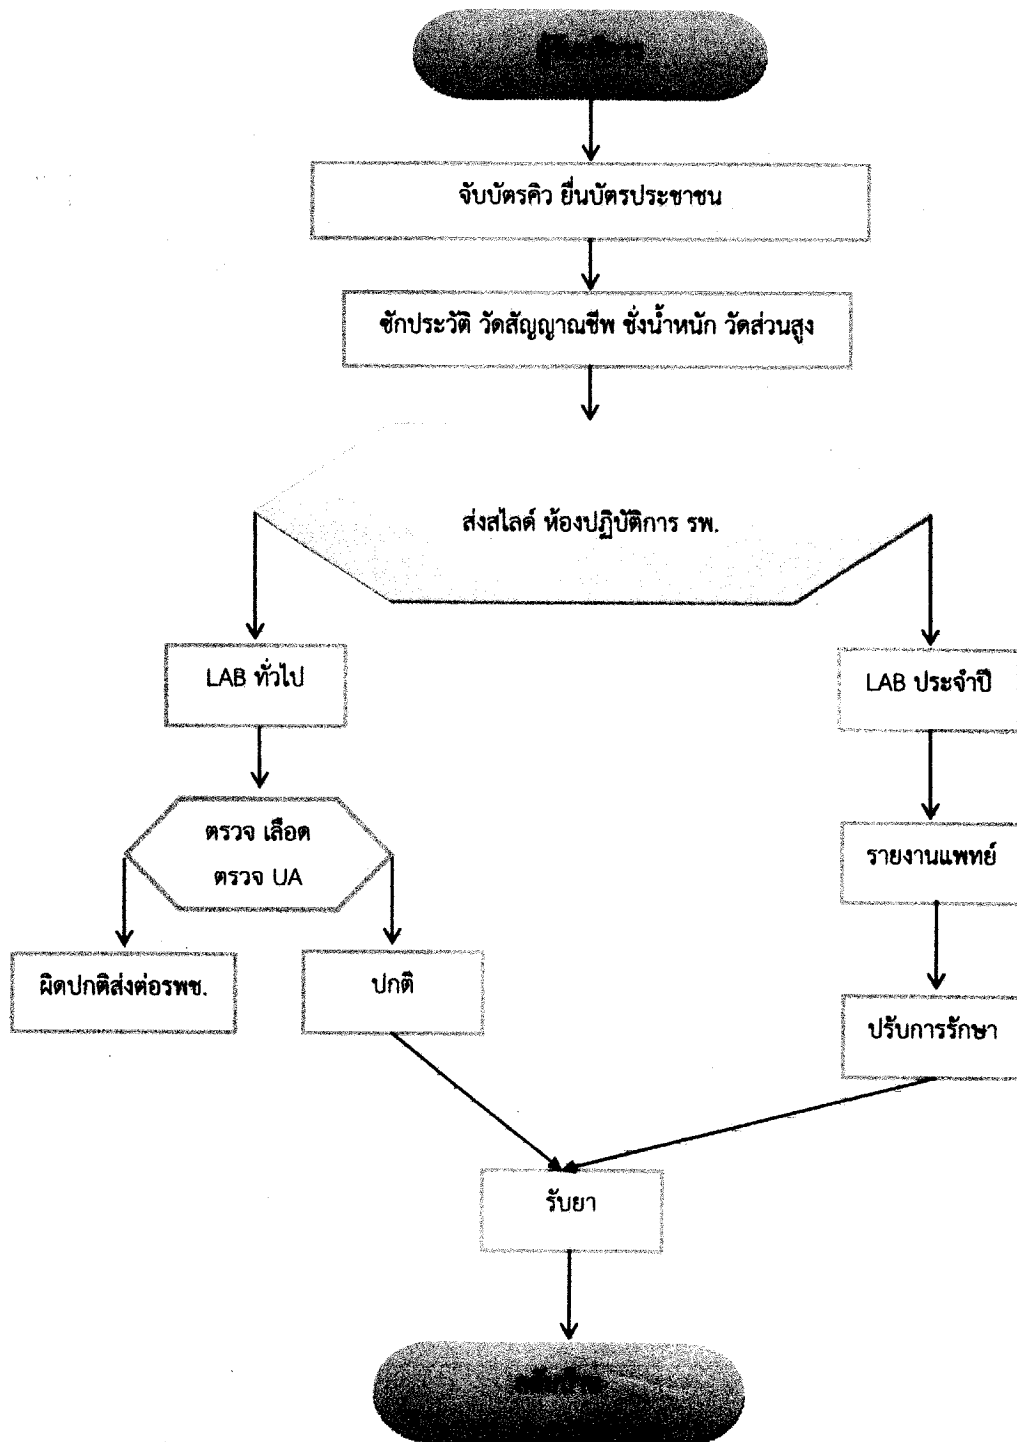 จับบัตรคิว ยื่นบัตรประชาชน
ซักประวัติ วัดสัญญาณชีพ ชั่งน้ำหนัก วัดส่วนสูง
ส่งสไลด์ ห้องปฏิบัติการ รพ.
LAB ทั่วไป
LAB ประจำปี
ตรวจ เลือด
ตรวจ UA
รายงานแพทย์
ผิดปกติส่งต่อรพช.
ปกติ
ปรับการรักษา
รับยา